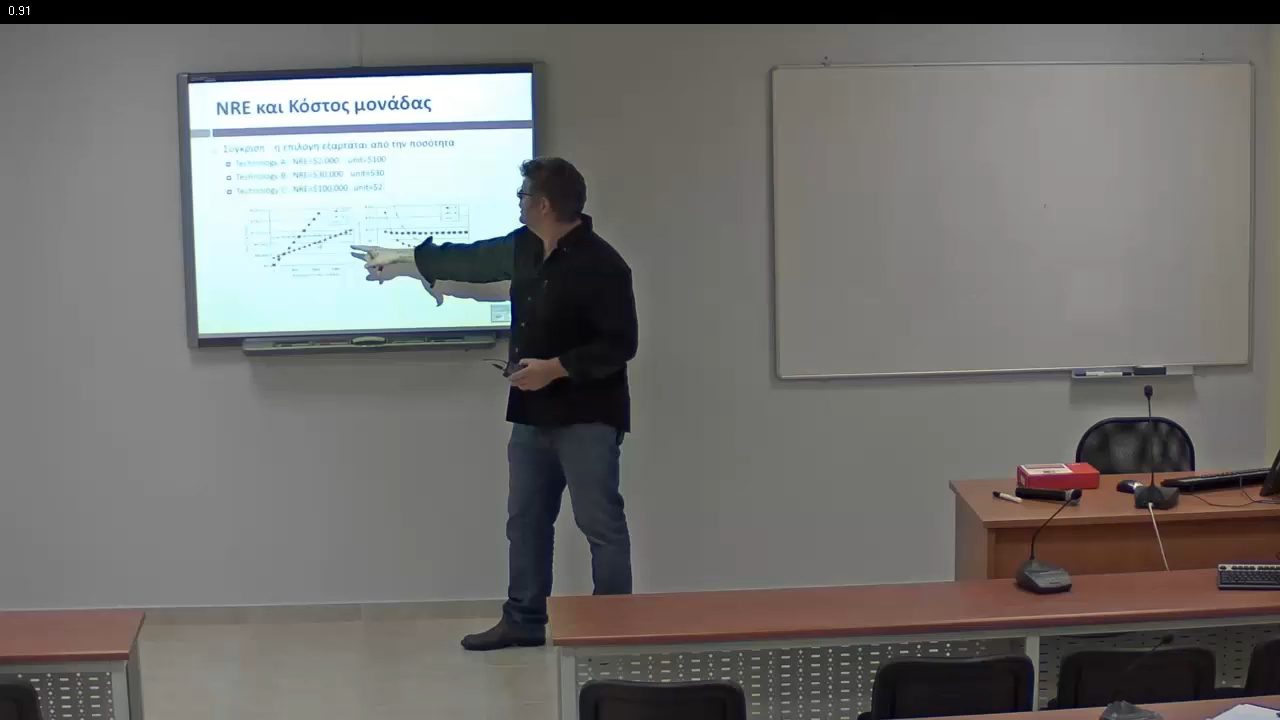 0.91
NRE και Κόστος μονάδας
Σύγκριση η επιλογή εξαρτάται από την ποσότητα
Technology A: NRE=$2,000 unit=$100
Technology B: NRE=$30,000 unit=$30
Technology C: NRE=$100,000 unit=$2